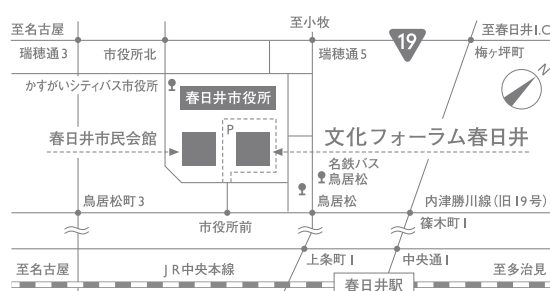 至名古屋
至小牧
至春日井I.C
瑞穂通3
市役所北
瑞穂通5
19
梅ヶ坪町
かすがいシティバス市役所
春日井市役所
N
P
春日井市民会館
文化フォーラム春日井
名鉄バス
鳥居松
鳥居松町3
鳥居松
内津勝川線(旧19号)
市役所前
篠木町1
上条町1
中央通1
至名古屋
JR中央本線
春日井駅
至多治見